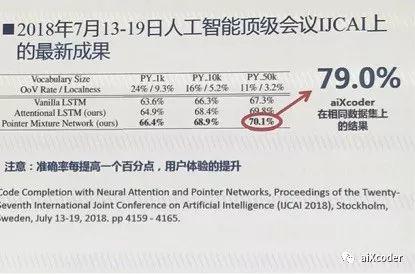 ■2018年7月13-19日人工智能顶级会议IJCAI上
的最新成果
Vocabulary Size PY_1k PY_10k PY_50k
OoV Rate / Localness 24% / 9.3% 16% / 5.2% 11% / 3.2%
Vanilla LSTM 63.6% 66.3% 67.3%
Attentional LSTM (ours) 64.9% 68.4% 69.8%
Pointer Mixture Network (ours) 66.4% 68.9% 70.1%
79.0%
aiXcoder
在相同数据集上
的结果
注意:准确率每提高一个百分点,用户体验的提升
Code Completion with Neural Attention and Pointer Networks, Proceedings of the Twenty-
Seventh International Joint Conference on Artificial Intelligence (IJCAI 2018), Stockholm,
Sweden, July 13-19, 2018. pp 4159 - 4165.
aiXcoder